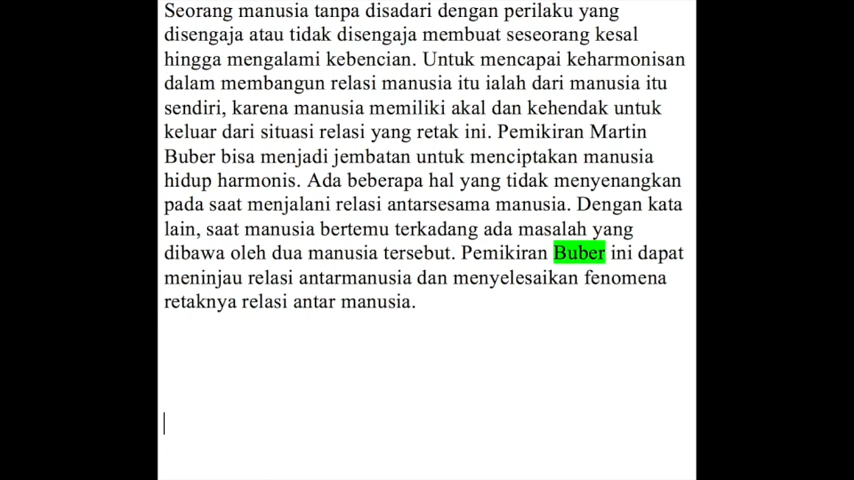 Seorang manusia tanpa disadari dengan perilaku yang
disengaja atau tidak disengaja membuat seseorang kesal
hingga mengalami kebencian. Untuk mencapai keharmonisan
dalam membangun relasi manusia itu ialah dari manusia itu
sendiri, karena manusia memiliki akal dan kehendak untuk
keluar dari situasi relasi yang retak ini. Pemikiran Martin
Buber bisa menjadi jembatan untuk menciptakan manusia
hidup harmonis. Ada beberapa hal yang tidak menyenangkan
pada saat menjalani relasi antarsesama manusia. Dengan kata
lain, saat manusia bertemu terkadang ada masalah yang
dibawa oleh dua manusia tersebut. Pemikiran Buber ini dapat
meninjau relasi antarmanusia dan menyelesaikan fenomena
retaknya relasi antar manusia.